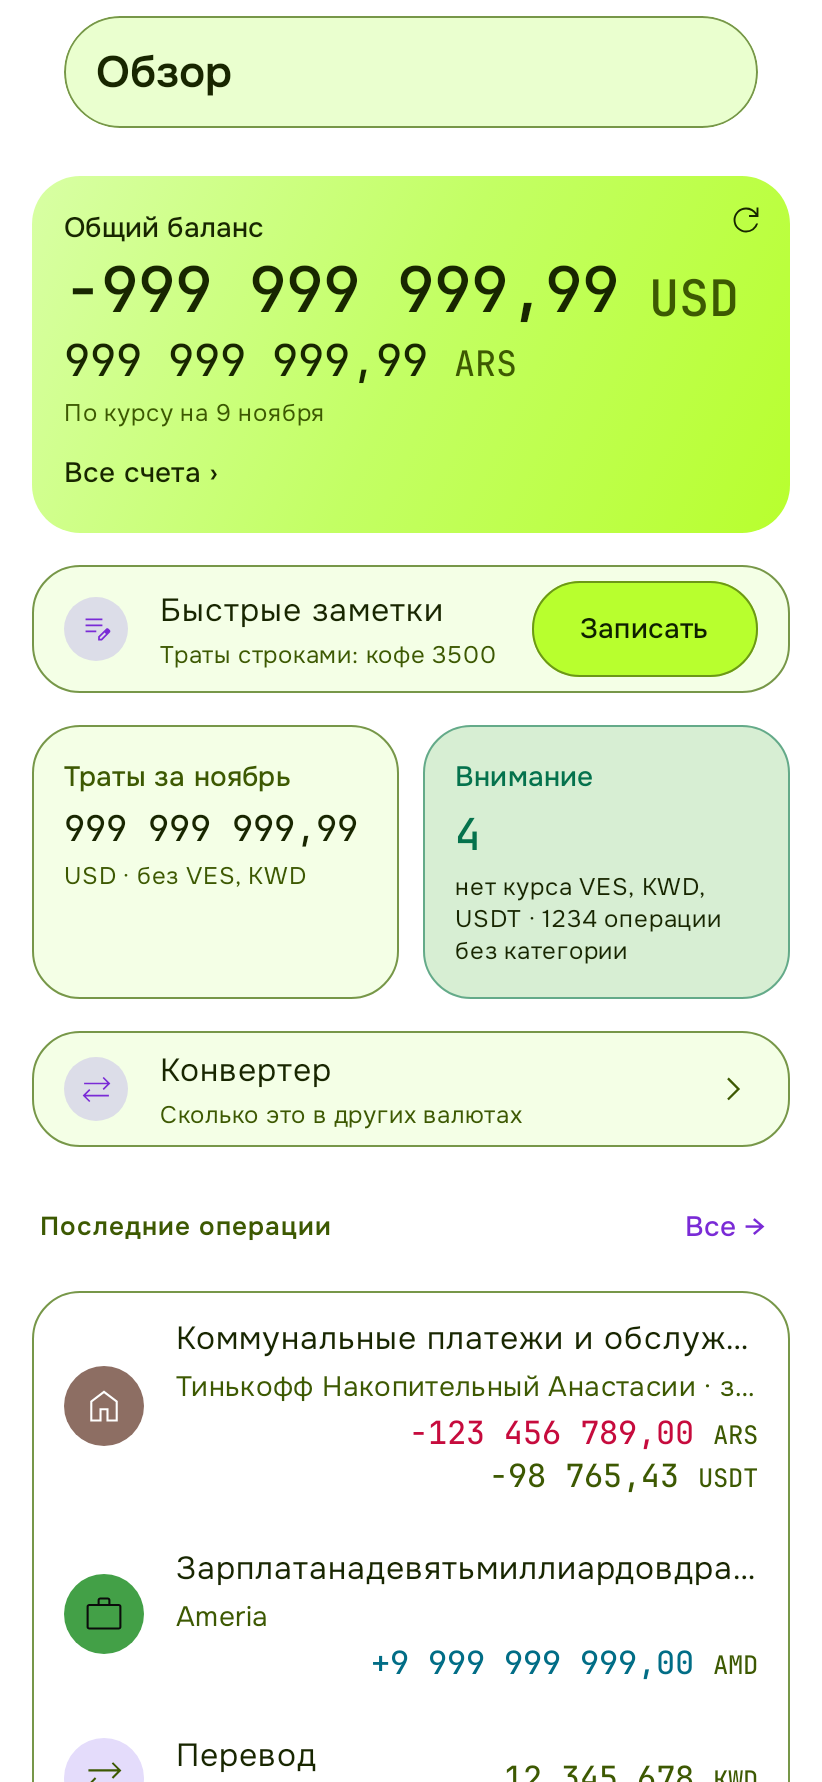 Обзор
Общий баланс
-999 999 999,99 USD
999 999 999,99 ARS
По курсу на 9 ноября
Все счета ›
Быстрые заметки
Траты строками: кофе 3500
Записать
Траты за ноябрь
999 999 999,99
USD · без VES, KWD
Внимание
4
нет курса VES, KWD,
USDT · 1234 операции
без категории
Конвертер
Сколько это в других валютах
Последние операции
Все →
Коммунальные платежи и обслуж…
Тинькофф Накопительный Анастасии · з…
-123 456 789,00 ARS
-98 765,43 USDT
Зарплатанадевятьмиллиардовдра…
Ameria
+9 999 999 999,00 AMD
Перевод
12 345 678 KWD